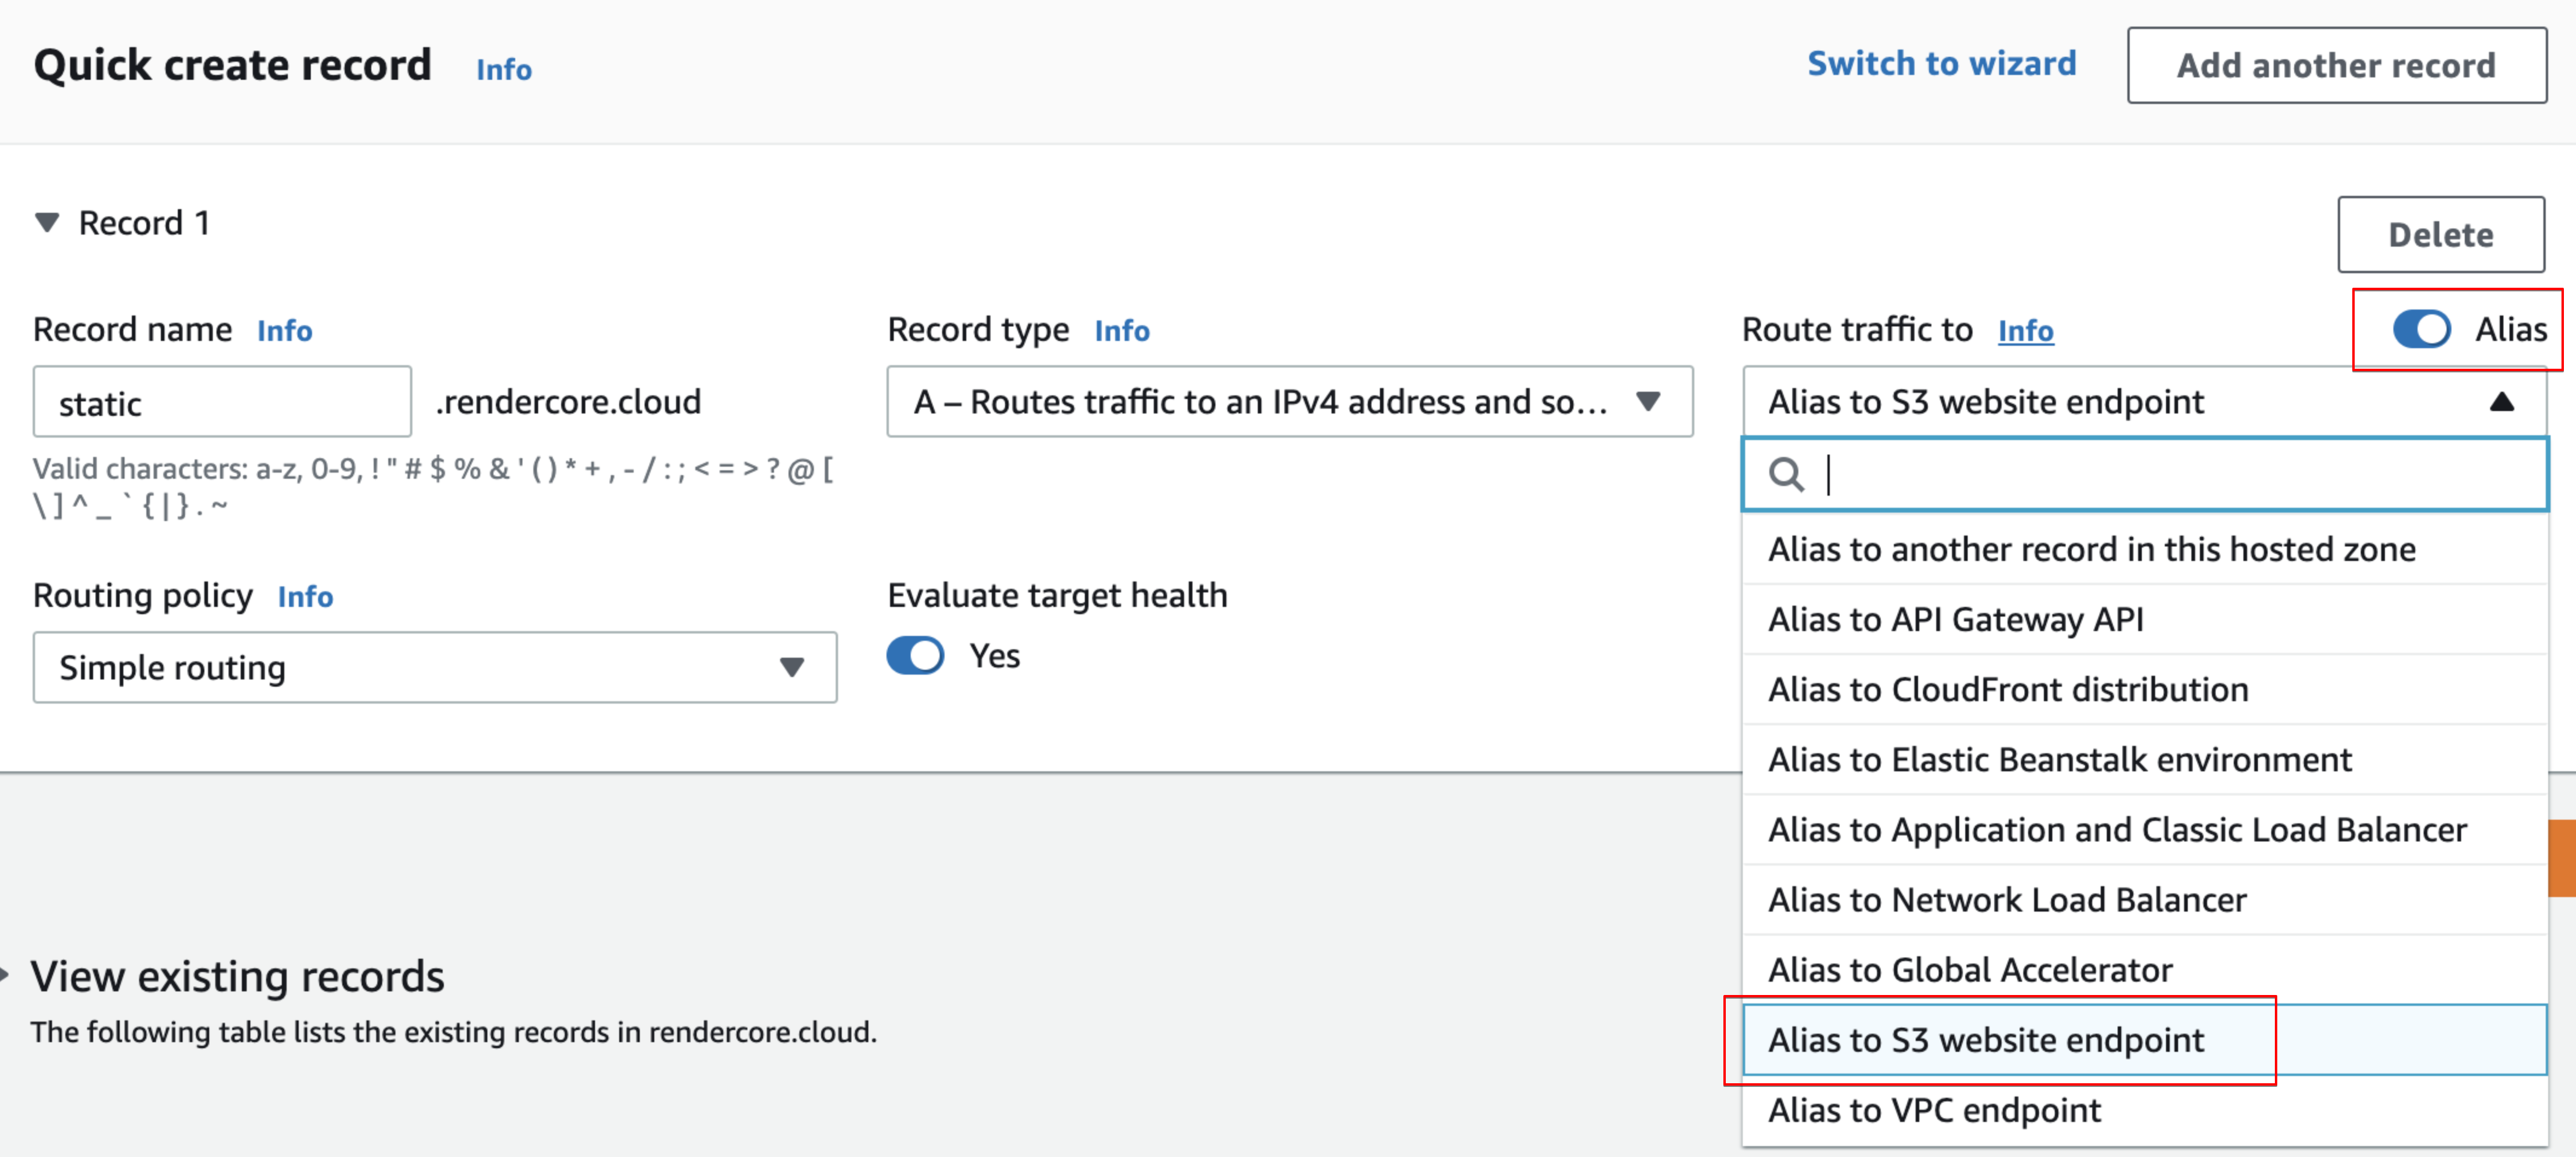 Quick create record Info
Switch to wizard
Add another record
Record 1
Delete
Record name Info
static
.rendercore.cloud
Valid characters: a-z, 0-9, ! " # $ % & ' ( ) * + , - / : ; < = > ? @ [
\ ] ^ _ ` { | } . ~
Record type Info
A – Routes traffic to an IPv4 address and so...
Route traffic to Info
Alias
Alias to S3 website endpoint
Alias to another record in this hosted zone
Alias to API Gateway API
Alias to CloudFront distribution
Alias to Elastic Beanstalk environment
Alias to Application and Classic Load Balancer
Alias to Network Load Balancer
Alias to Global Accelerator
Alias to S3 website endpoint
Alias to VPC endpoint
Routing policy Info
Simple routing
Evaluate target health
Yes
View existing records
The following table lists the existing records in rendercore.cloud.